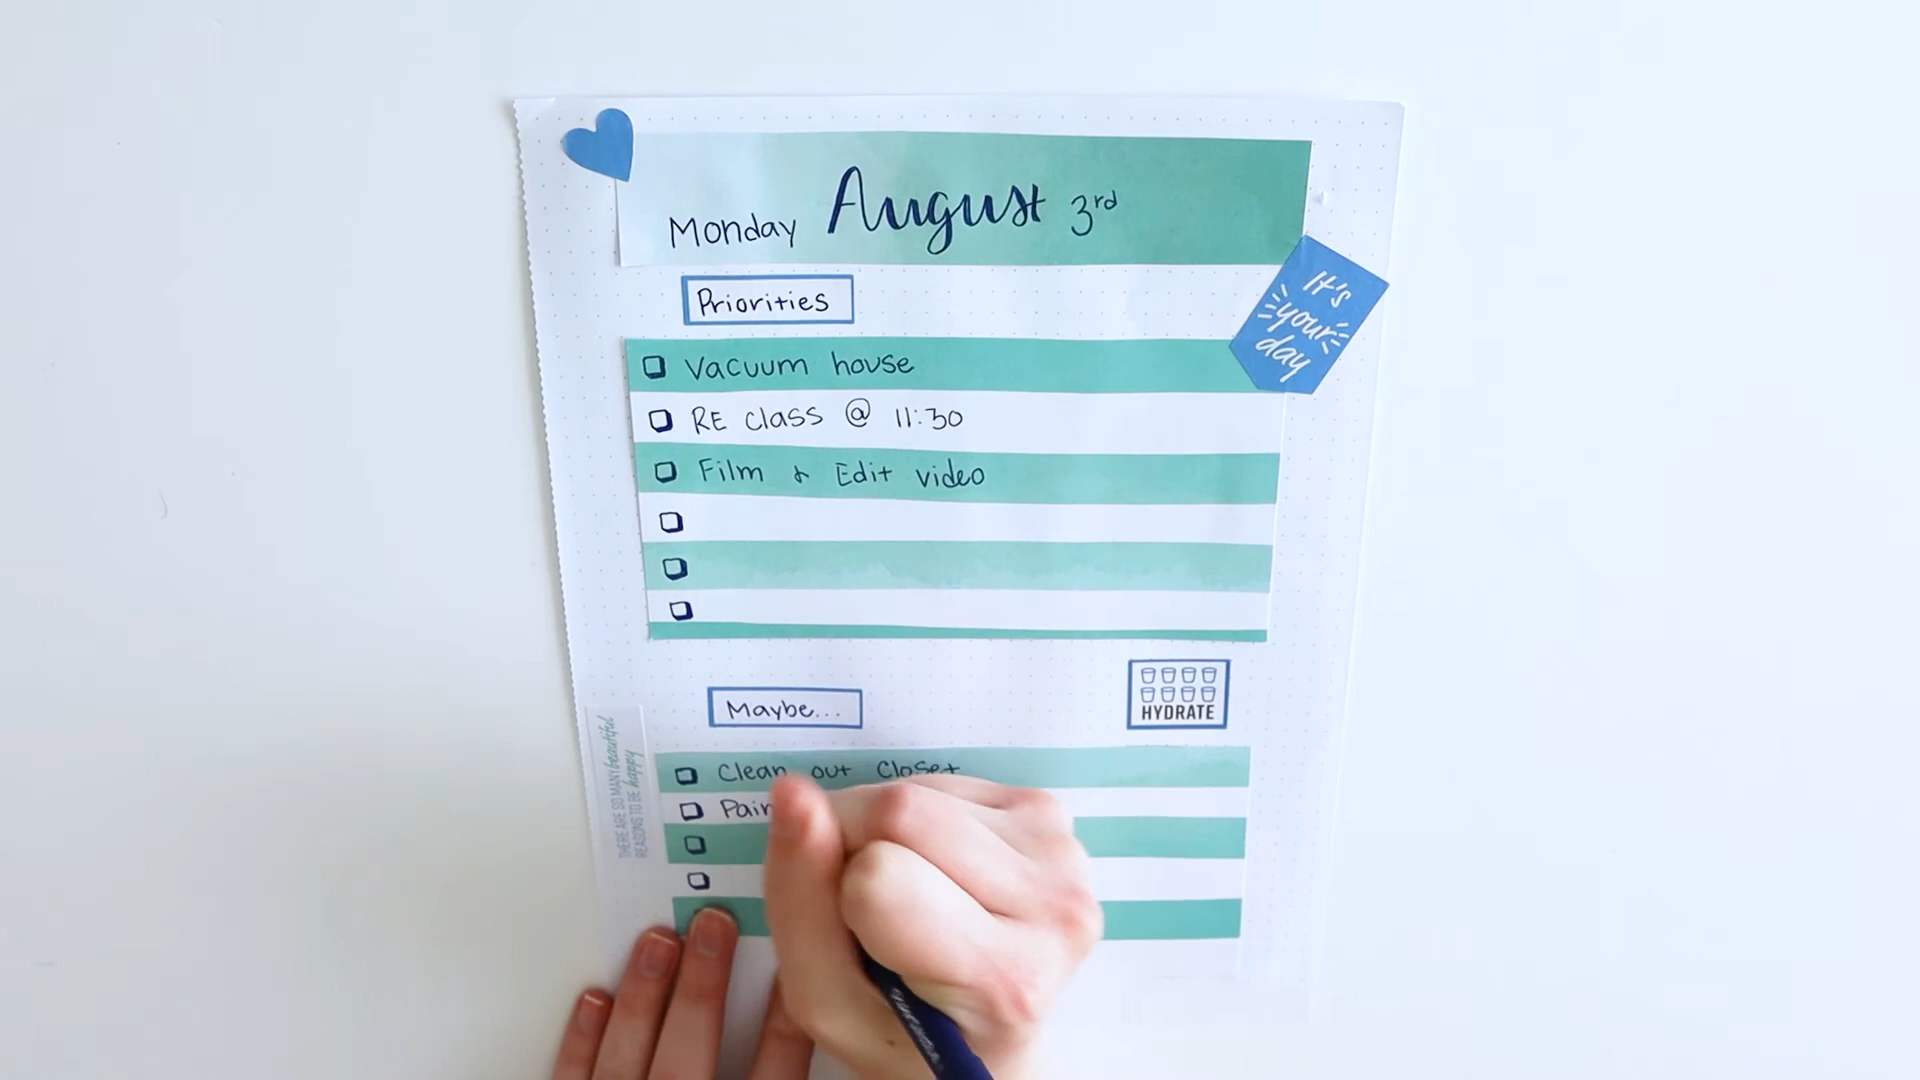 Monday August 3rd
Priorities
It's
your
day
Vacuum house
RE class @ 11:30
Film & Edit video
Maybe...
HYDRATE
Clean out Closet
THERE ARE SO MANY beautiful
REASONS TO BE happy